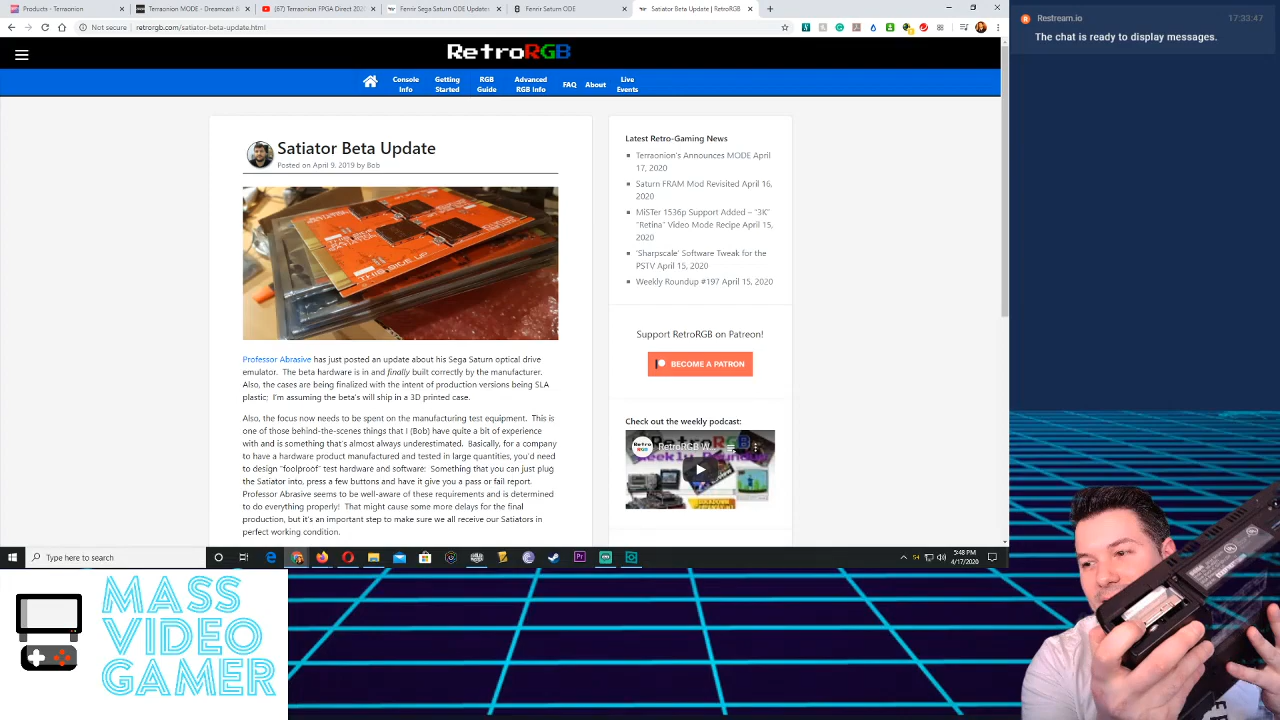 Products - Terraonion
Terraonion MODE - Dreamcast &
(67) Terraonion FPGA Direct 202
Fenrir Sega Saturn ODE Update
Fenrir Saturn ODE
Satiator Beta Update | RetroRGB
Not secure | retrorgb.com/satiator-beta-update.html
RetroRGB
Console
Info
Getting
Started
RGB
Guide
Advanced
RGB Info
FAQ
About
Live
Events
Satiator Beta Update
Posted on April 9, 2019 by Bob
THIS SIDE UP
Professor Abrasive has just posted an update about his Sega Saturn optical drive
emulator. The beta hardware is in and finally built correctly by the manufacturer.
Also, the cases are being finalized with the intent of production versions being SLA
plastic; I'm assuming the beta's will ship in a 3D printed case.
Also, the focus now needs to be spent on the manufacturing test equipment. This is
one of those behind-the-scenes things that I (Bob) have quite a bit of experience
with and is something that's almost always underestimated. Basically, for a company
to have a hardware product manufactured and tested in large quantities, you'd need
to design "foolproof" test hardware and software: Something that you can just plug
the Satiator into, press a few buttons and have it give you a pass or fail report.
Professor Abrasive seems to be well-aware of these requirements and is determined
to do everything properly! That might cause some more delays for the final
production, but it's an important step to make sure we all receive our Satiators in
perfect working condition.
Latest Retro-Gaming News
Terraonion's Announces MODE April
17, 2020
Saturn FRAM Mod Revisited April 16,
2020
MiSTer 1536p Support Added – "3K"
"Retina" Video Mode Recipe April 15,
2020
'Sharpscale' Software Tweak for the
PSTV April 15, 2020
Weekly Roundup #197 April 15, 2020
Support RetroRGB on Patreon!
BECOME A PATRON
Check out the weekly podcast:
RetroRGB W...
Type here to search
54
5:48 PM
4/17/2020
Restream.io
17:33:47
The chat is ready to display messages.
MASS
VIDEO
GAMER